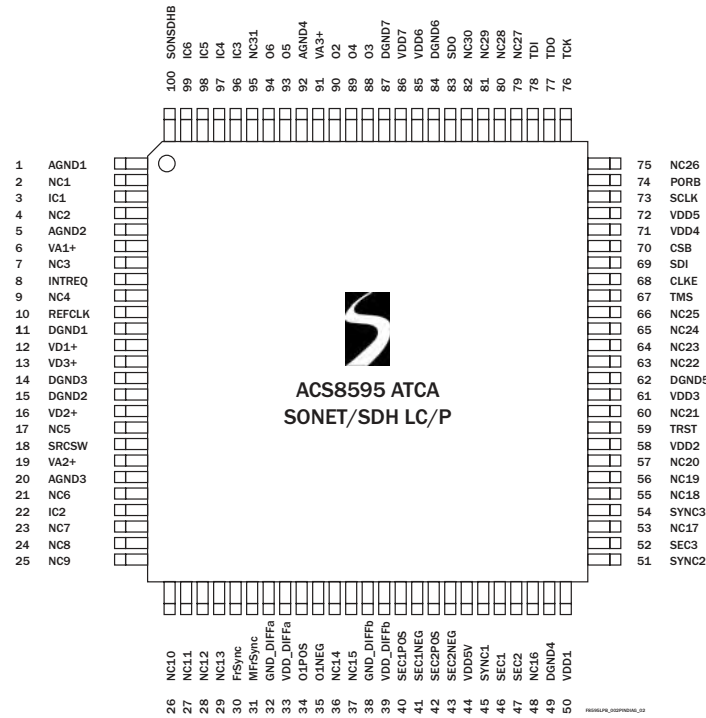 100 SONSDHB
99 IC6
98 IC5
97 IC4
96 IC3
95 NC31
94 O6
93 O5
92 AGND4
91 VA3+
90 O2
89 O4
88 O3
87 DGND7
86 VDD7
85 VDD6
84 DGND6
83 SDO
82 NC30
81 NC29
80 NC28
79 NC27
78 TDI
77 TDO
76 TCK
1 AGND1
2 NC1
3 IC1
4 NC2
5 AGND2
6 VA1+
7 NC3
8 INTREQ
9 NC4
10 REFCLK
11 DGND1
12 VD1+
13 VD3+
14 DGND3
15 DGND2
16 VD2+
17 NC5
18 SRCSW
19 VA2+
20 AGND3
21 NC6
22 IC2
23 NC7
24 NC8
25 NC9
ACS8595 ATCA
SONET/SDH LC/P
75 NC26
74 PORB
73 SCLK
72 VDD5
71 VDD4
70 CSB
69 SDI
68 CLKE
67 TMS
66 NC25
65 NC24
64 NC23
63 NC22
62 DGND5
61 VDD3
60 NC21
59 TRST
58 VDD2
57 NC20
56 NC19
55 NC18
54 SYNC3
53 NC17
52 SEC3
51 SYNC2
26 NC10
27 NC11
28 NC12
29 NC13
30 FrSync
31 MFrSync
32 GND_DIFFa
33 VDD_DIFFa
34 O1POS
35 O1NEG
36 NC14
37 NC15
38 GND_DIFFb
39 VDD_DIFFb
40 SEC1POS
41 SEC1NEG
42 SEC2POS
43 SEC2NEG
44 VDD5V
45 SYNC1
46 SEC1
47 SEC2
48 NC16
49 DGND4
50 VDD1